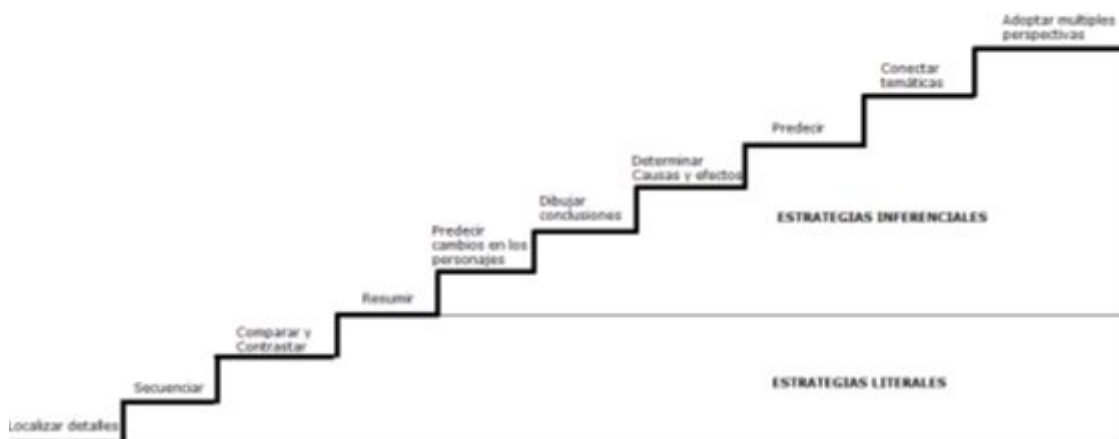 Adoptar multiples
perspectivas
Conectar
temáticas
Predecir
Determinar
Causas y efectos
Dibujar
conclusiones
ESTRATEGIAS INFERENCIALES
Predecir
cambios en los
personajes
Resumir
Comparar y
Contrastar
ESTRATEGIAS LITERALES
Secuenciar
Localizar detalles